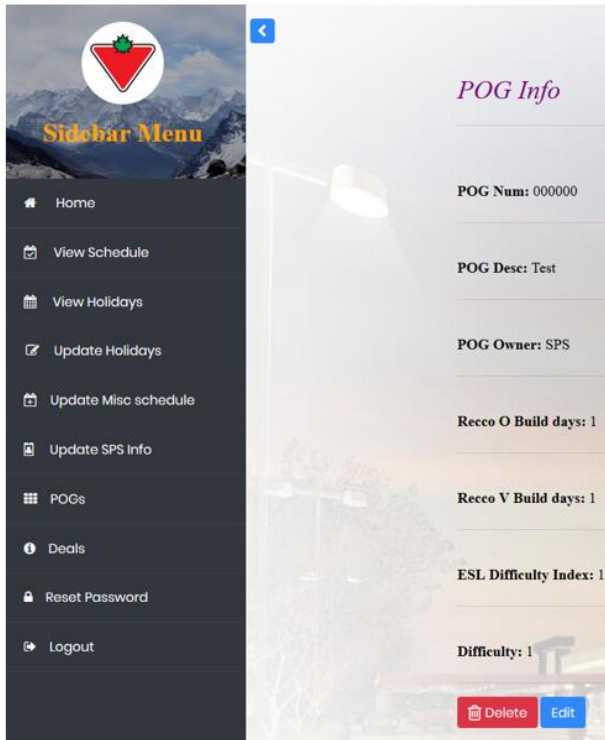 Sidebar Menu
Home
View Schedule
View Holidays
Update Holidays
Update Misc schedule
Update SPS Info
POGs
Deals
Reset Password
Logout
POG Info
POG Num: 000000
POG Desc: Test
POG Owner: SPS
Recco O Build days: 1
Recco V Build days: 1
ESL Difficulty Index: 1
Difficulty: 1
Delete
Edit